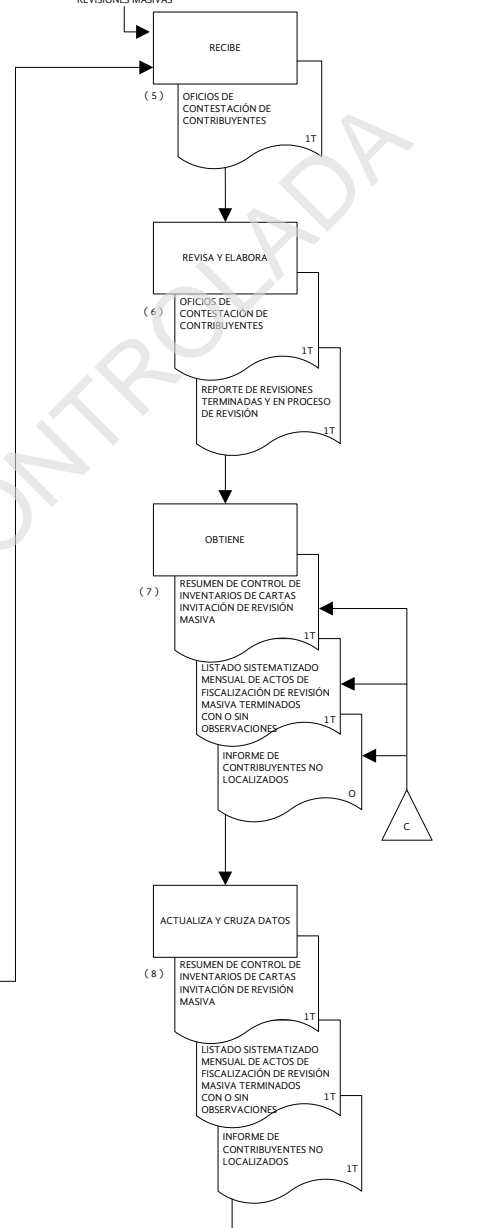 REVISIONES MASIVAS
RECIBE
( 5 )
OFICIOS DE
CONTESTACIÓN DE
CONTRIBUYENTES
1T
REVISA Y ELABORA
( 6 )
OFICIOS DE
CONTESTACIÓN DE
CONTRIBUYENTES
1T
REPORTE DE REVISIONES
TERMINADAS Y EN PROCESO
DE REVISIÓN
1T
OBTIENE
( 7 )
RESUMEN DE CONTROL DE
INVENTARIOS DE CARTAS
INVITACIÓN DE REVISIÓN
MASIVA
1T
LISTADO SISTEMATIZADO
MENSUAL DE ACTOS DE
FISCALIZACIÓN DE REVISIÓN
MASIVA TERMINADOS
CON O SIN
OBSERVACIONES
1T
INFORME DE
CONTRIBUYENTES NO
LOCALIZADOS
O
C
ACTUALIZA Y CRUZA DATOS
( 8 )
RESUMEN DE CONTROL DE
INVENTARIOS DE CARTAS
INVITACIÓN DE REVISIÓN
MASIVA
1T
LISTADO SISTEMATIZADO
MENSUAL DE ACTOS DE
FISCALIZACIÓN DE REVISIÓN
MASIVA TERMINADOS
CON O SIN
OBSERVACIONES
1T
INFORME DE
CONTRIBUYENTES NO
LOCALIZADOS
1T
ONTROLADA